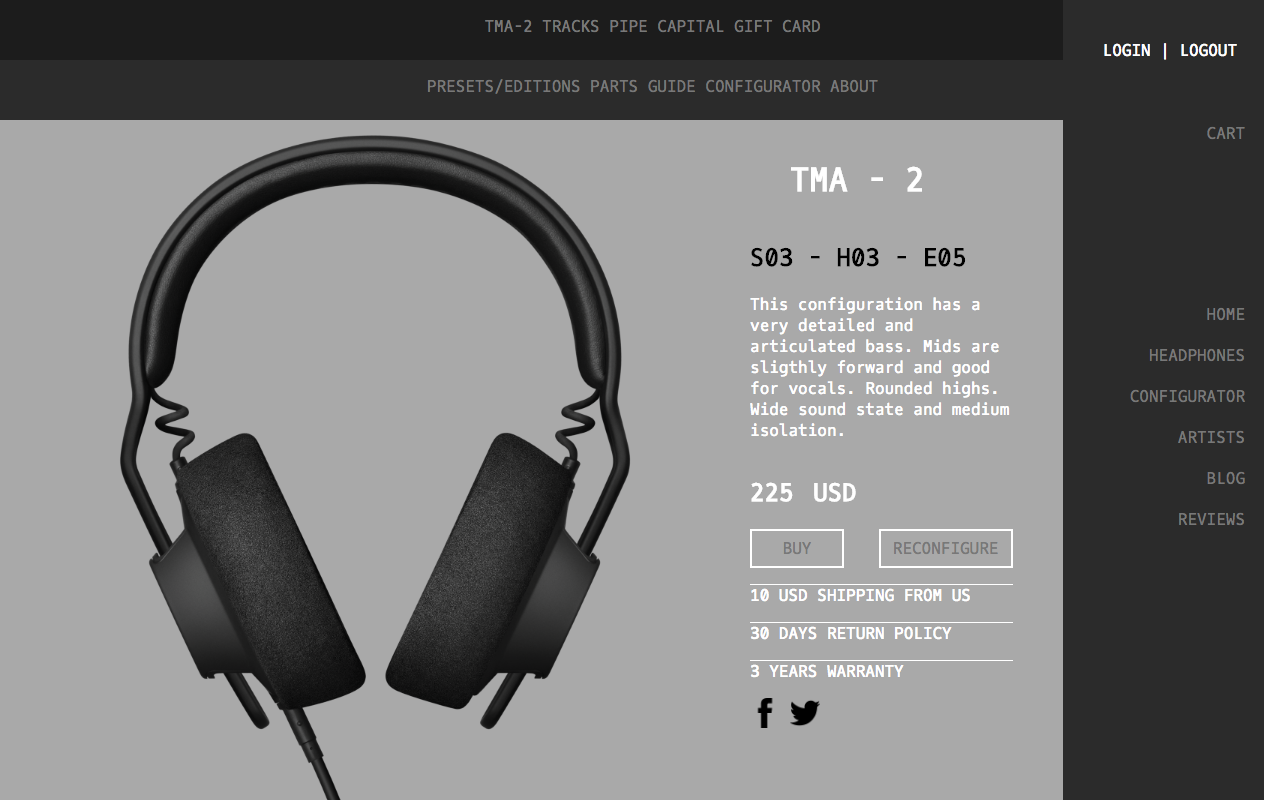 TMA-2 TRACKS PIPE CAPITAL GIFT CARD
LOGIN | LOGOUT
PRESETS/EDITIONS PARTS GUIDE CONFIGURATOR ABOUT
CART
TMA - 2
S03 - H03 - E05
This configuration has a
very detailed and
articulated bass. Mids are
sligthly forward and good
for vocals. Rounded highs.
Wide sound state and medium
isolation.
225 USD
BUY
RECONFIGURE
10 USD SHIPPING FROM US
30 DAYS RETURN POLICY
3 YEARS WARRANTY
HOME
HEADPHONES
CONFIGURATOR
ARTISTS
BLOG
REVIEWS